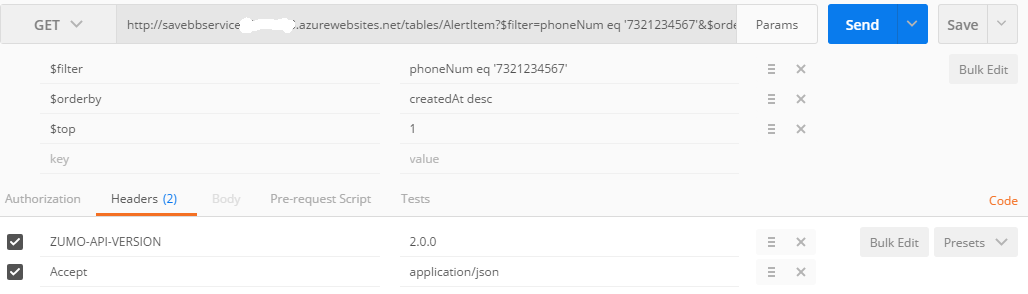 GET http://savebbservice .azurewebsites.net/tables/AlertItem?$filter=phoneNum eq '7321234567'&$orde Params Send Save
$filter phoneNum eq '7321234567' Bulk Edit
$orderby createdAt desc
$top 1
key value
Authorization Headers (2) Body Pre-request Script Tests Code
ZUMO-API-VERSION 2.0.0 Bulk Edit Presets
Accept application/json